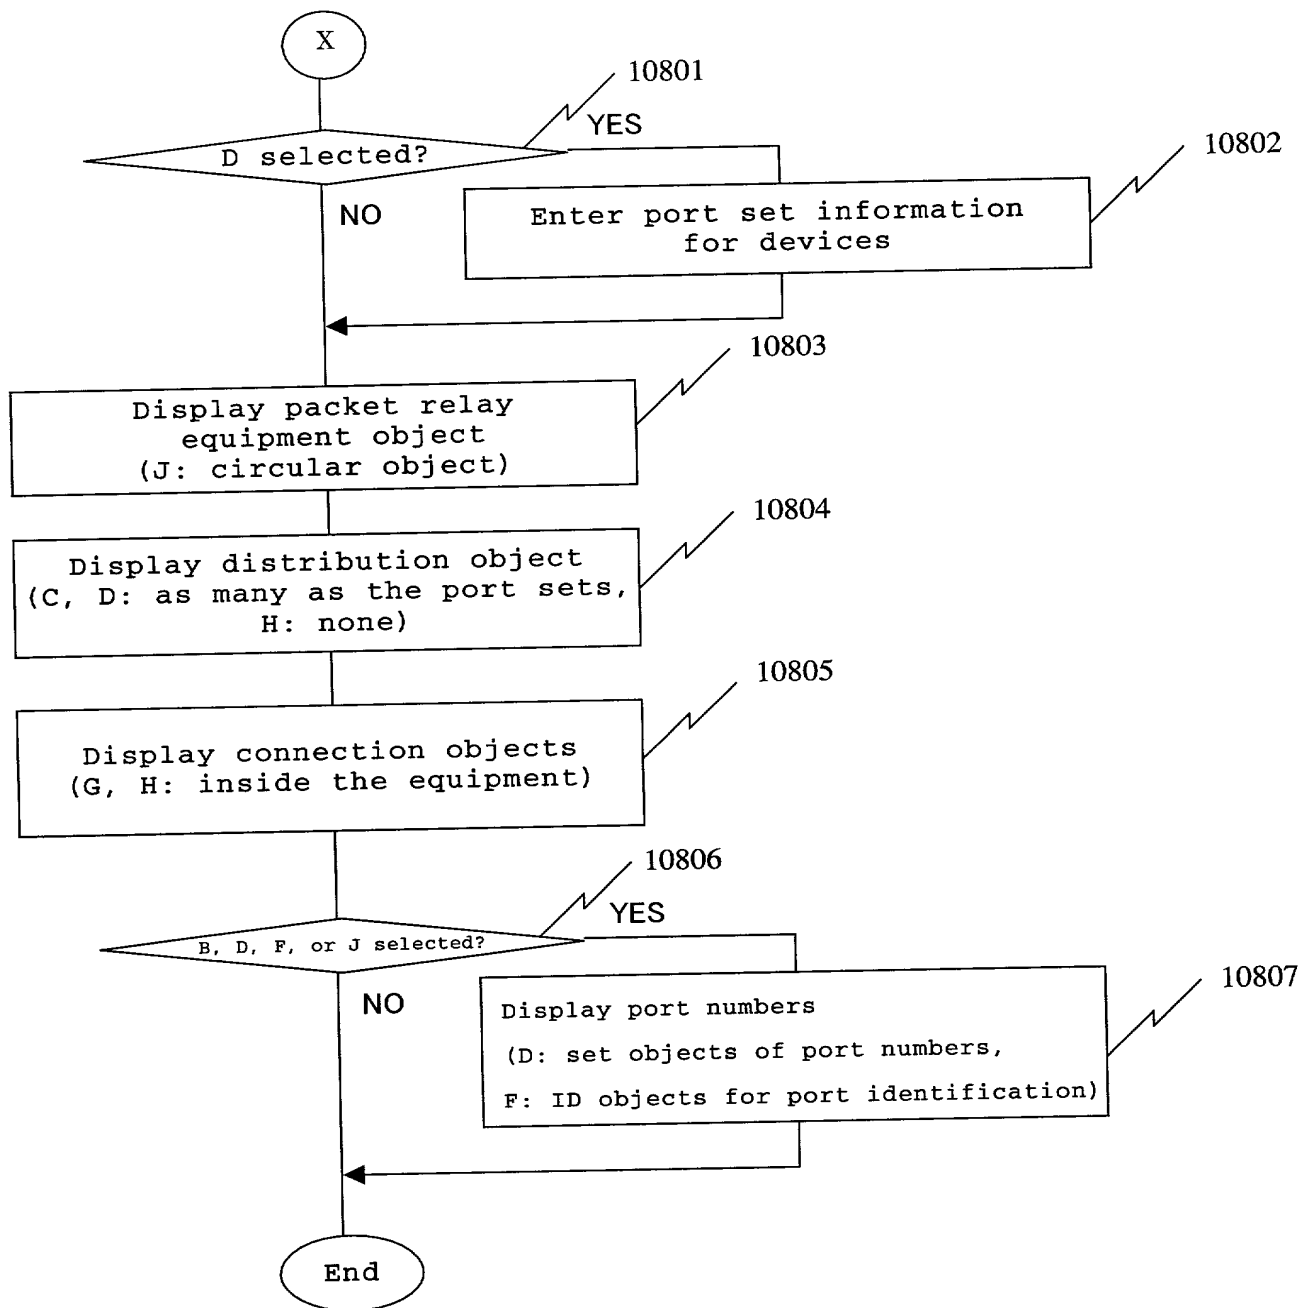 X
10801
YES
D selected?
10802
NO
Enter port set information
for devices
10803
Display packet relay
equipment object
(J: circular object)
10804
Display distribution object
(C, D: as many as the port sets,
H: none)
10805
Display connection objects
(G, H: inside the equipment)
10806
YES
B, D, F, or J selected?
10807
NO
Display port numbers
(D: set objects of port numbers,
F: ID objects for port identification)
End